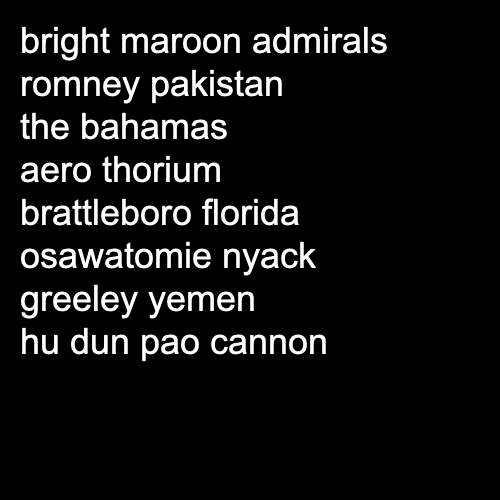 bright maroon admirals
romney pakistan
the bahamas
aero thorium
brattleboro florida
osawatomie nyack
greeley yemen
hu dun pao cannon